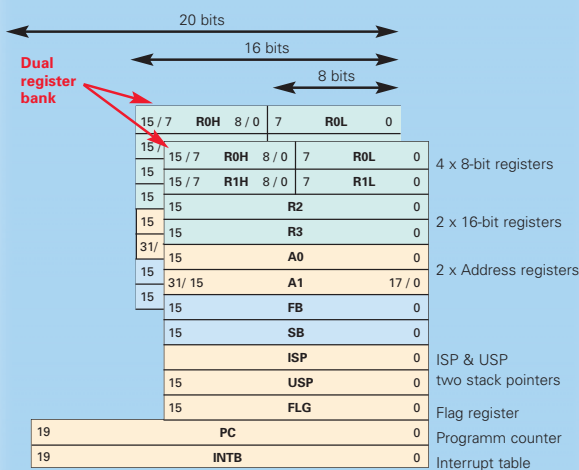 20 bits
16 bits
8 bits
Dual
register
bank
15 / 7 R0H 8 / 0 7 R0L 0
15 /
15 / 7 R0H 8 / 0 7 R0L 0
4 x 8-bit registers
15
15 / 7 R1H 8 / 0 7 R1L 0
15
15 R2 0
2 x 16-bit registers
15
15 R3 0
31/
15 A0 0
2 x Address registers
15
31/ 15 A1 17 / 0
15
15 FB 0
15 SB 0
ISP 0
ISP & USP
15 USP 0
two stack pointers
15 FLG 0
Flag register
19 PC 0
Programm counter
19 INTB 0
Interrupt table